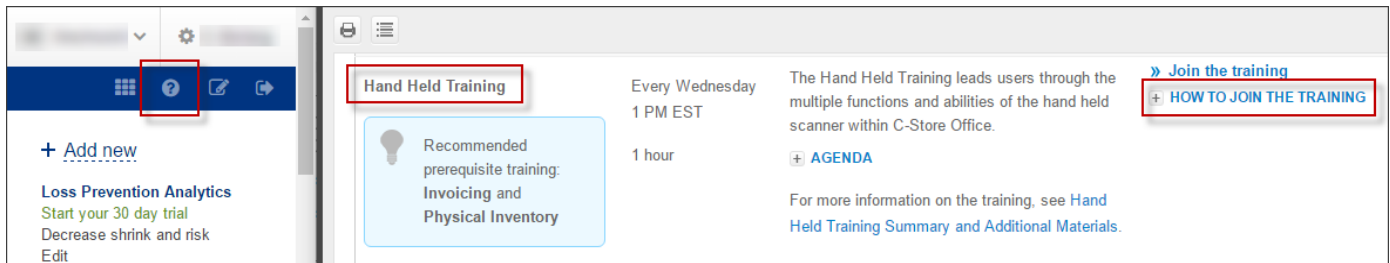 + Add new
Loss Prevention Analytics
Start your 30 day trial
Decrease shrink and risk
Edit
Hand Held Training
Recommended
prerequisite training:
Invoicing and
Physical Inventory
Every Wednesday
1 PM EST
1 hour
The Hand Held Training leads users through the
multiple functions and abilities of the hand held
scanner within C-Store Office.
+ AGENDA
For more information on the training, see Hand
Held Training Summary and Additional Materials.
» Join the training
+ HOW TO JOIN THE TRAINING